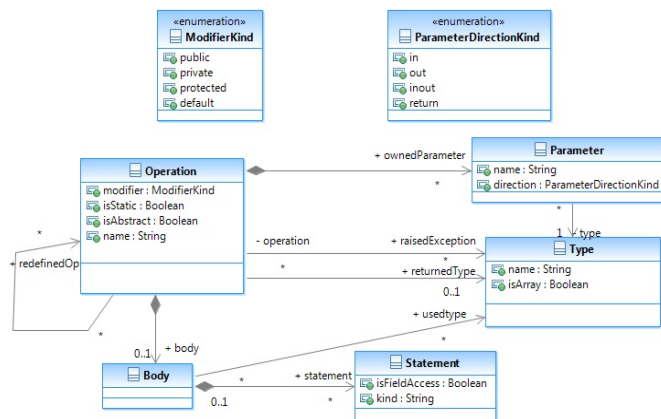 «enumeration»
ModifierKind
public
private
protected
default
«enumeration»
ParameterDirectionKind
in
out
inout
return
Operation
modifier : ModifierKind
isStatic : Boolean
isAbstract : Boolean
name : String
+ ownedParameter
*
Parameter
name : String
direction : ParameterDirectionKind
*
1
- type
*
+ redefinedOp
*
- operation
+ raisedException
*
*
+ returnedType
0..1
Type
name : String
isArray : Boolean
+ usedtype
*
0..1
+ body
Body
*
0..1
+ statement
*
Statement
isFieldAccess : Boolean
kind : String